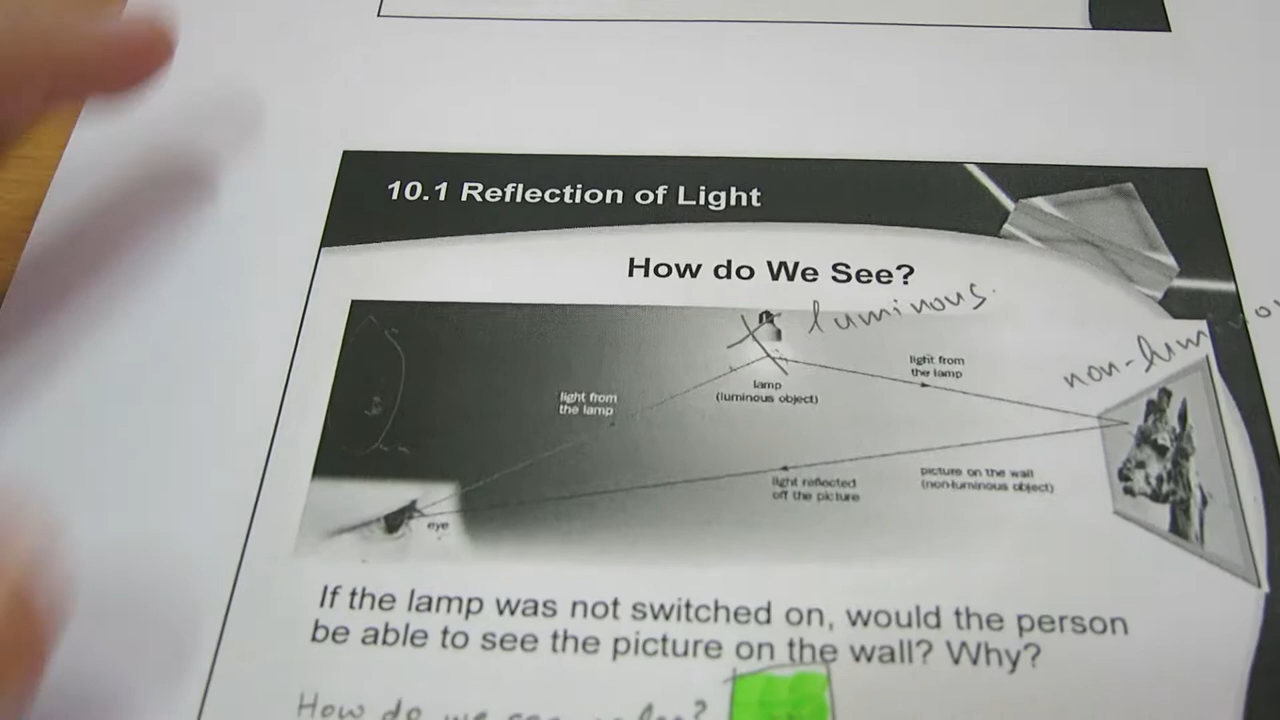 10.1 Reflection of Light
How do We See?
luminous.
light from
the lamp
non-lum
lamp
(luminous object)
light from
the lamp
light reflected
off the picture
picture on the wall
(non-luminous object)
eye
If the lamp was not switched on, would the person
be able to see the picture on the wall? Why?
How do we